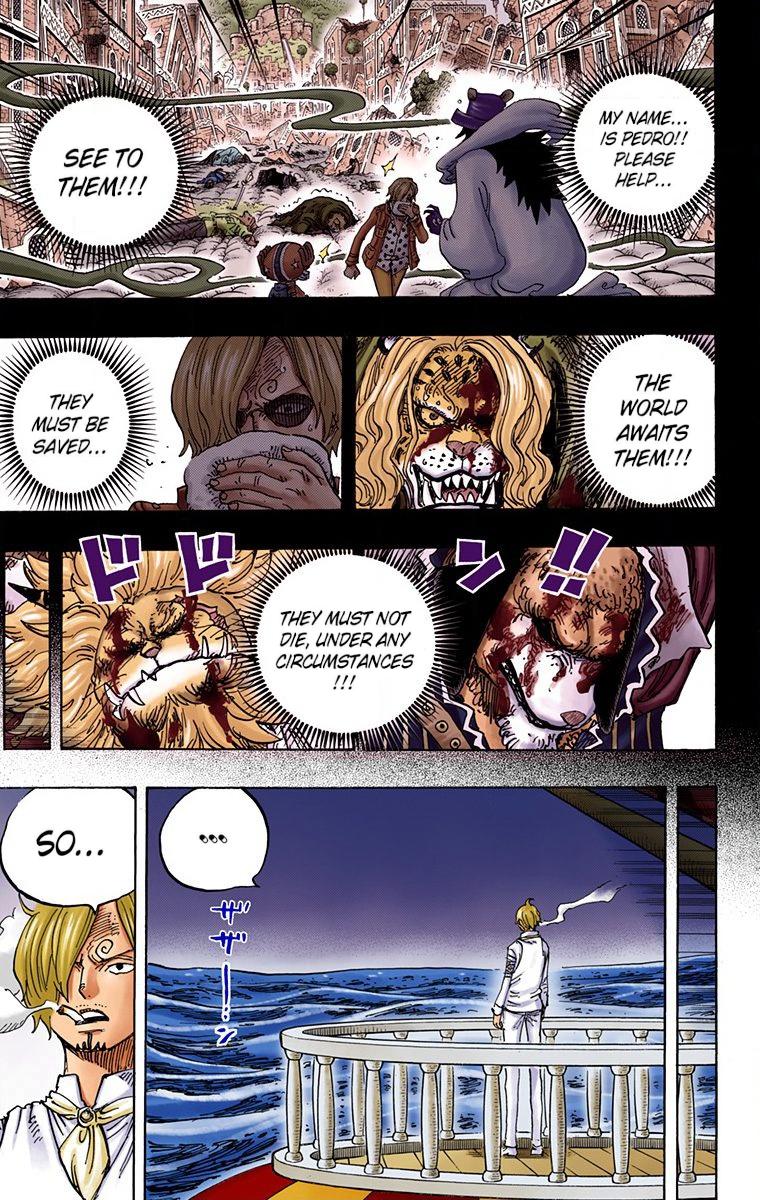 MY NAME...
IS PEDRO!!
PLEASE
HELP...
SEE TO
THEM!!!
THE
WORLD
AWAITS
THEM!!!
THEY
MUST BE
SAVED...
THEY MUST NOT
DIE, UNDER ANY
CIRCUMSTANCES
!!!
ドドン!!
...
ザザーン
SO...